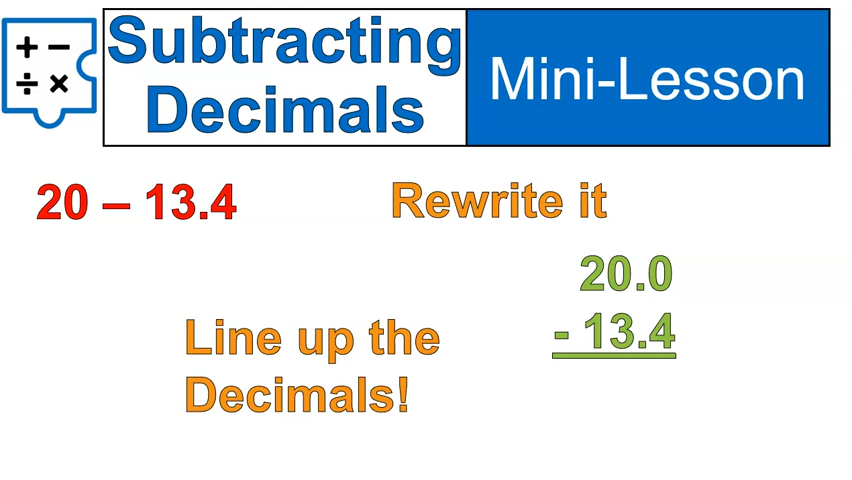 + −
÷ ×
Subtracting
Decimals
Mini-Lesson
20 – 13.4
Rewrite it
20.0
- 13.4
Line up the
Decimals!